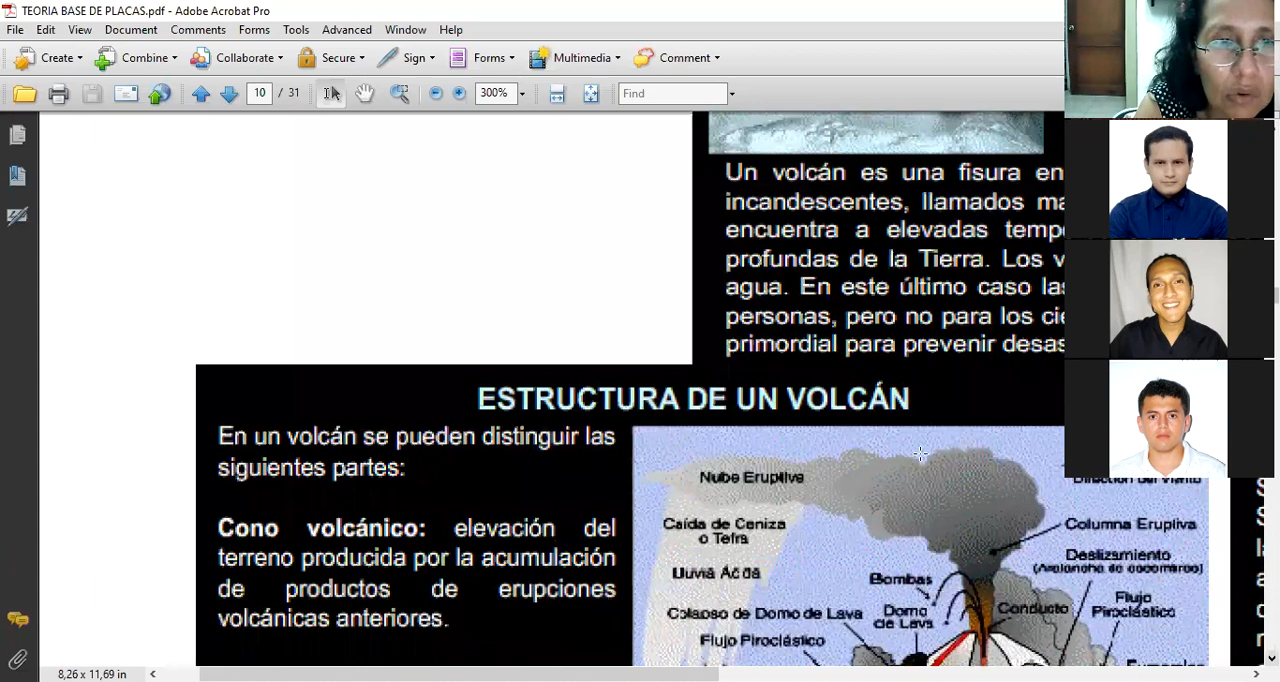 TEORIA BASE DE PLACAS.pdf - Adobe Acrobat Pro
File Edit View Document Comments Forms Tools Advanced Window Help
Create Combine Collaborate Secure Sign Forms Multimedia Comment
10 / 31 300% Find
Un volcán es una fisura en
incandescentes, llamados
encuentra a elevadas
profundas de la Tierra. Los
agua. En este último caso
personas, pero no para los
primordial para prevenir
ESTRUCTURA DE UN VOLCÁN
En un volcán se pueden distinguir las
siguientes partes:
Cono volcánico: elevación del
terreno producida por la acumulación
de productos de erupciones
volcánicas anteriores.
Nube Eruptiva
Dirección del Viento
Caída de Ceniza
o Tefra
Columna Eruptiva
Lluvia Acida
Deslizamiento
Bombas
Colapso de Domo de Lava
Domo
de Lava
Conducto
Flujo
Piroclástico
Flujo Piroclástico
8,26 x 11,69 in